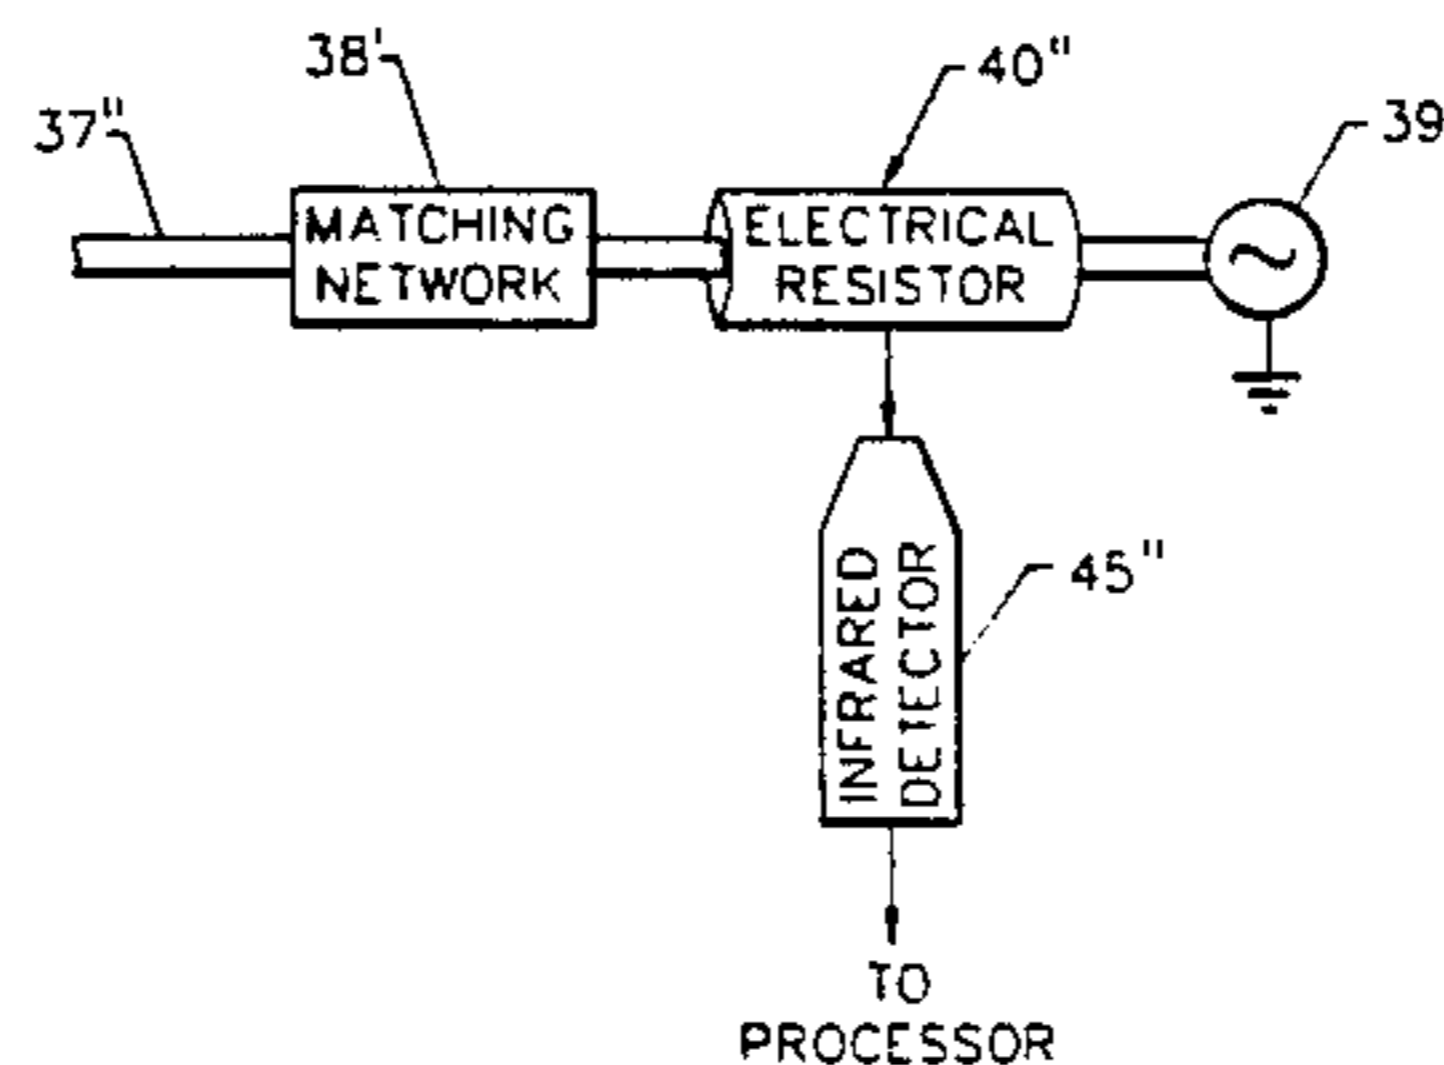 38'
40"
37"
39
MATCHING
NETWORK
ELECTRICAL
RESISTOR
~
INFRARED
DETECTOR
45"
TO
PROCESSOR